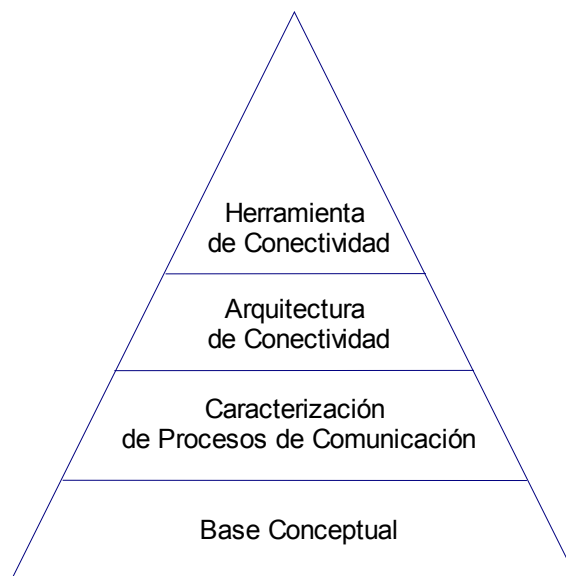 Herramienta
de Conectividad
Arquitectura
de Conectividad
Caracterización
de Procesos de Comunicación
Base Conceptual